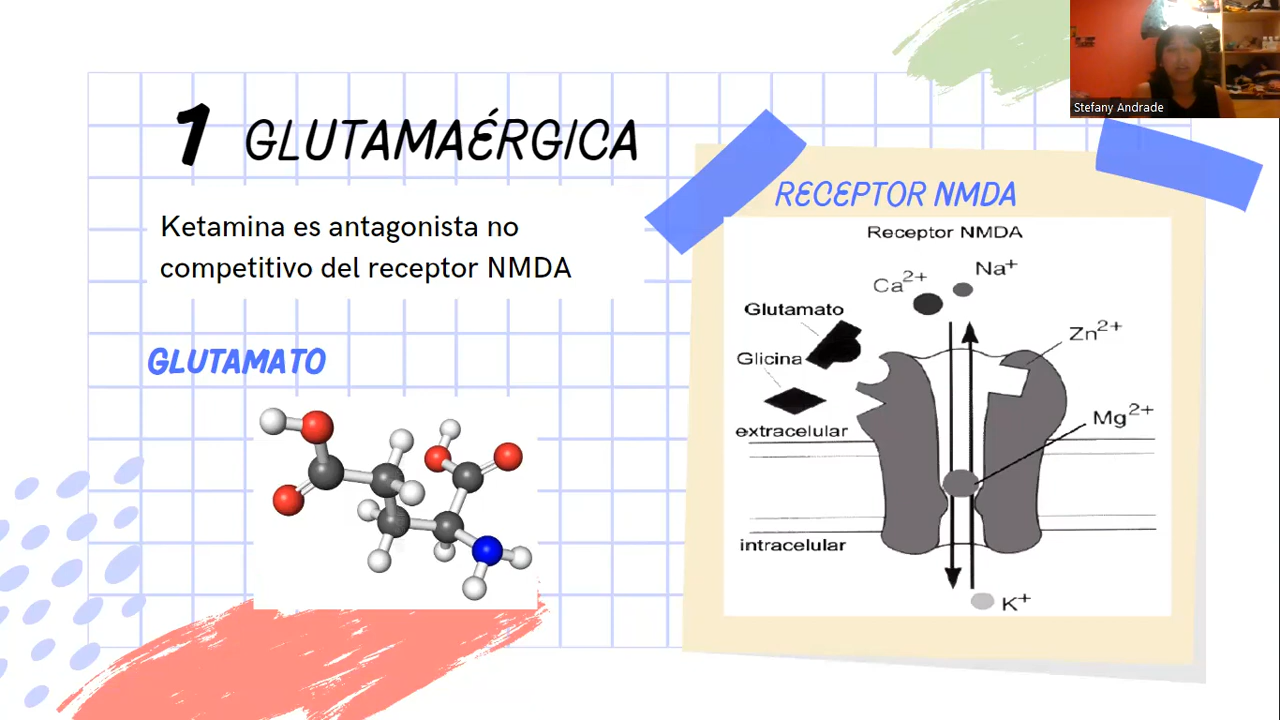 Stefany Andrade
1 GLUTAMAÉRGICA
Ketamina es antagonista no
competitivo del receptor NMDA
GLUTAMATO
RECEPTOR NMDA
Receptor NMDA
Ca2+
Na+
Glutamato
Zn2+
Glicina
Mg2+
extracelular
intracelular
K+